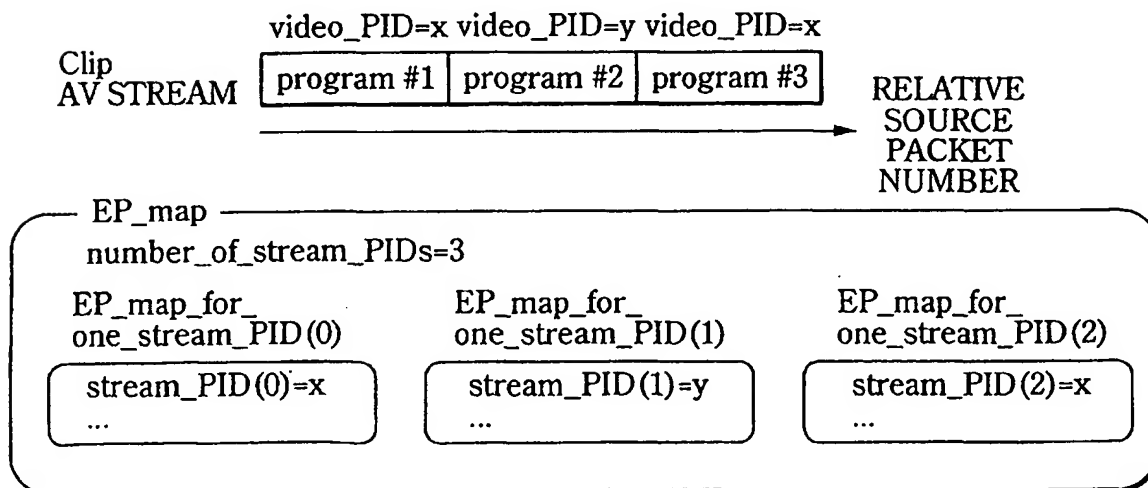 video_PID=x video_PID=y video_PID=x
Clip
AV STREAM
program #1 program #2 program #3
RELATIVE
SOURCE
PACKET
NUMBER
EP_map
number_of_stream_PIDs=3
EP_map_for_
one_stream_PID(0)
stream_PID(0)=x
...
EP_map_for_
one_stream_PID(1)
stream_PID(1)=y
...
EP_map_for_
one_stream_PID(2)
stream_PID(2)=x
...